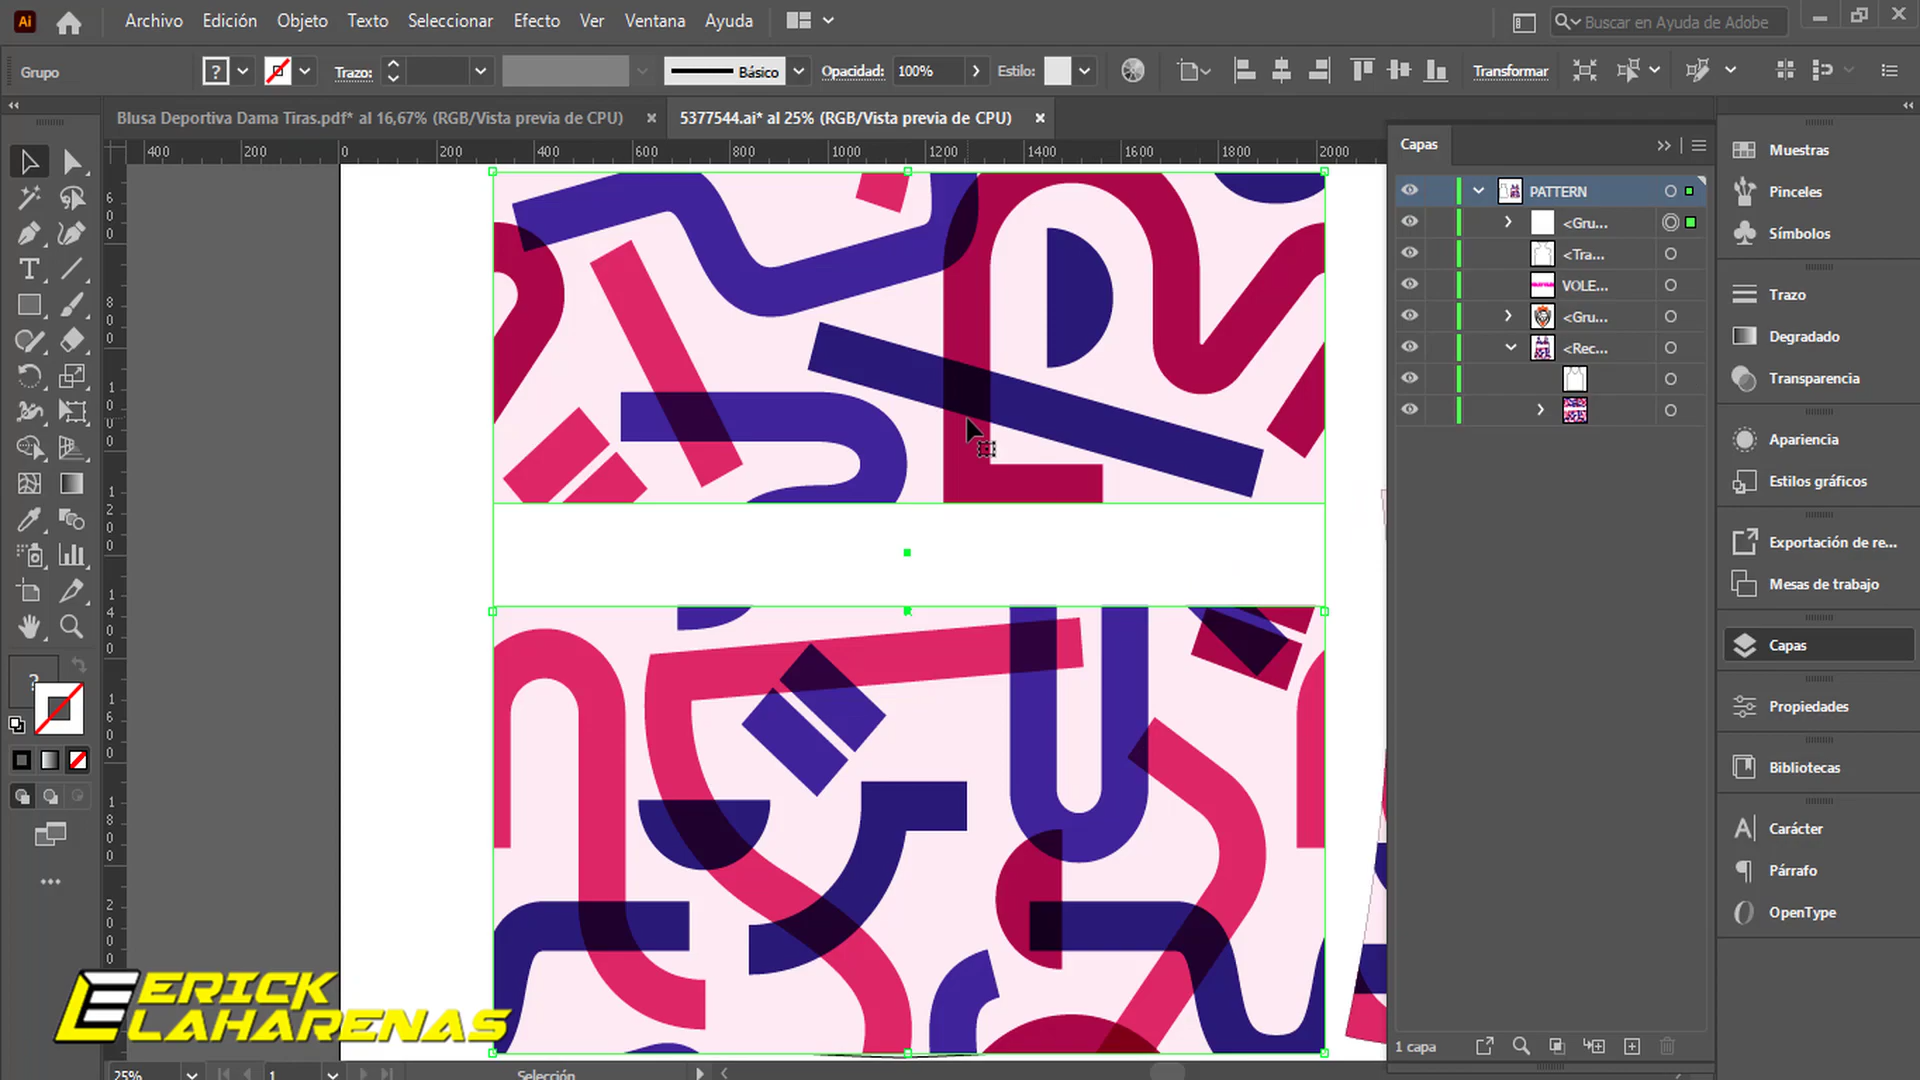 Ai Archivo Edición Objeto Texto Seleccionar Efecto Ver Ventana Ayuda Buscar en Ayuda de Adobe
Grupo ? Trazo: Básico Opacidad: 100% Estilo: Transformar
Blusa Deportiva Dama Tiras.pdf* al 16,67% (RGB/Vista previa de CPU) × 5377544.ai* al 25% (RGB/Vista previa de CPU) ×
400 200 0 200 400 600 800 1000 1200 1400 1600 1800 2000
Capas
PATTERN
<Gru...
<Tra...
VOLE...
<Gru...
<Rec...
1 capa
Muestras
Pinceles
Símbolos
Trazo
Degradado
Transparencia
Apariencia
Estilos gráficos
Exportación de re...
Mesas de trabajo
Capas
Propiedades
Bibliotecas
Carácter
Párrafo
OpenType
ERICK
LAHARENAS
25% 1 Selección